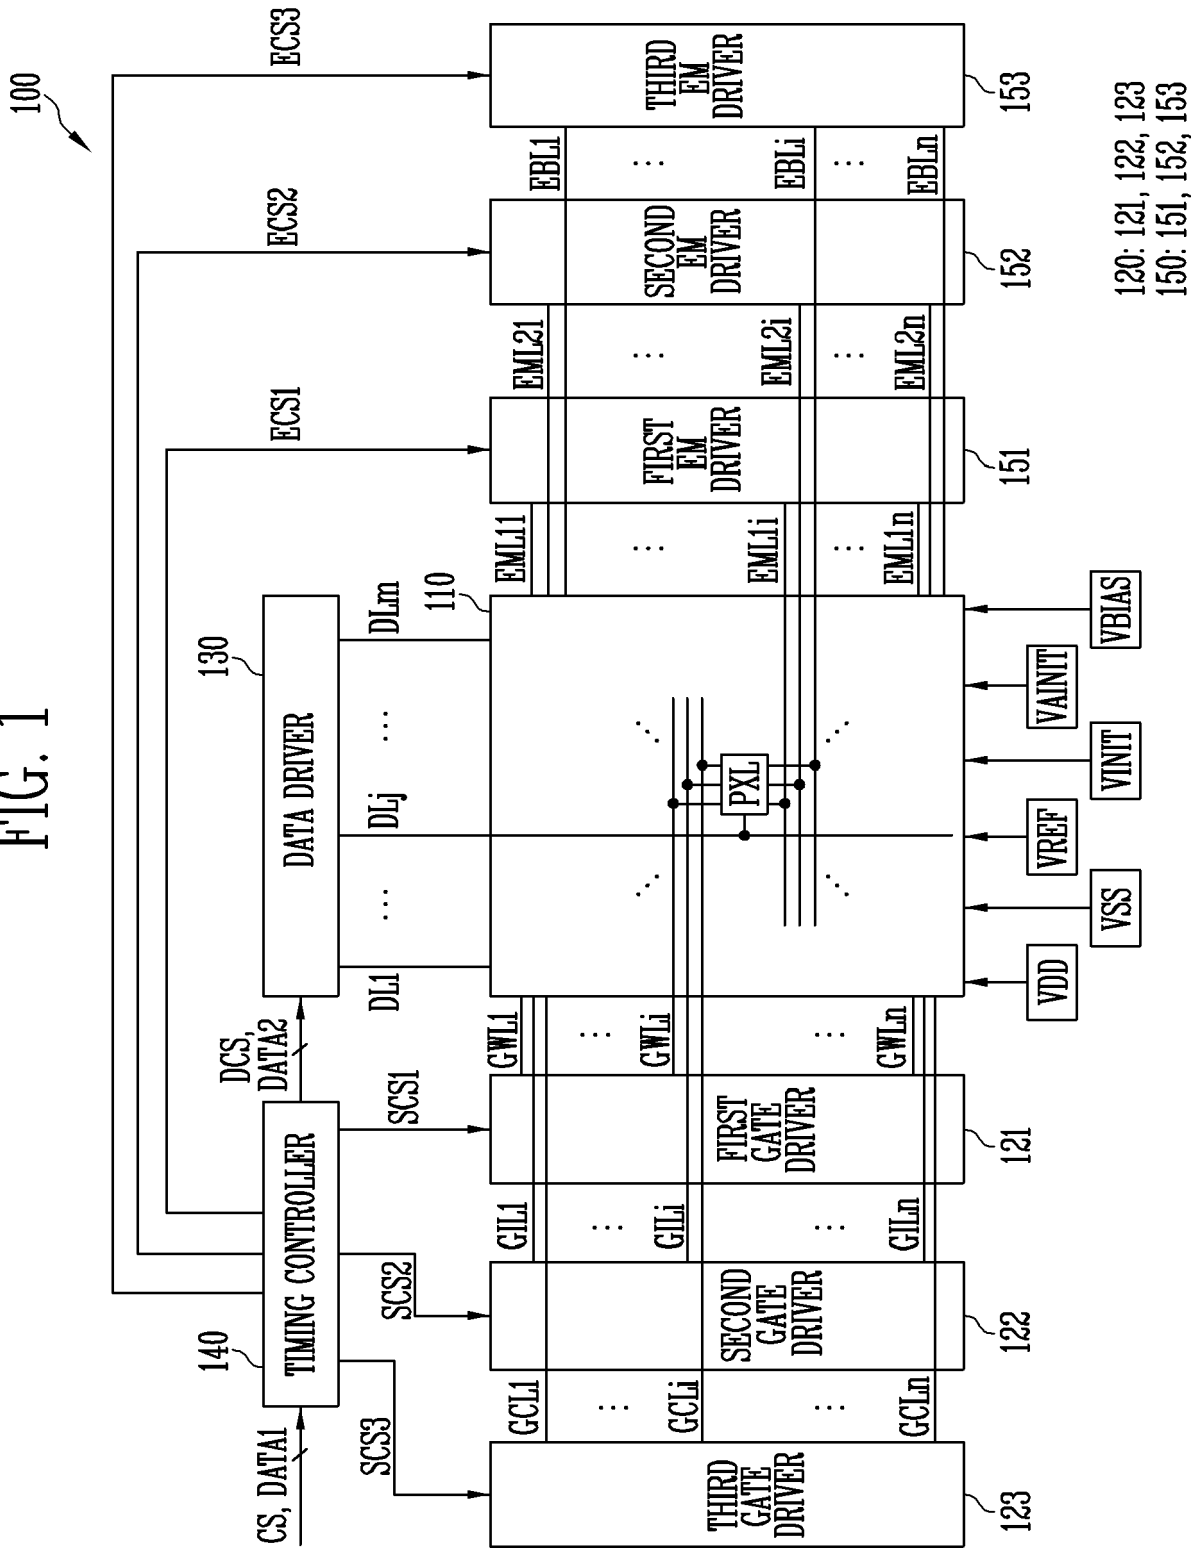 FIG. 1
100
CS, DATA1
140
TIMING CONTROLLER
DCS,
DATA2
130
DATA DRIVER
ECS1
ECS2
ECS3
SCS3
SCS2
SCS1
DL1
...
DLj
...
DLm
110
THIRD
GATE
DRIVER
123
GCL1
...
GCLi
...
GCLn
SECOND
GATE
DRIVER
122
GIL1
...
GILi
...
GILn
FIRST
GATE
DRIVER
121
GWL1
...
GWLi
...
GWLn
PXL
EML11
...
EML1i
...
EML1n
FIRST
EM
DRIVER
151
EML21
...
EML2i
...
EML2n
SECOND
EM
DRIVER
152
EBL1
...
EBLi
...
EBLn
THIRD
EM
DRIVER
153
VDD
VSS
VREF
VINIT
VAINIT
VBIAS
120: 121, 122, 123
150: 151, 152, 153